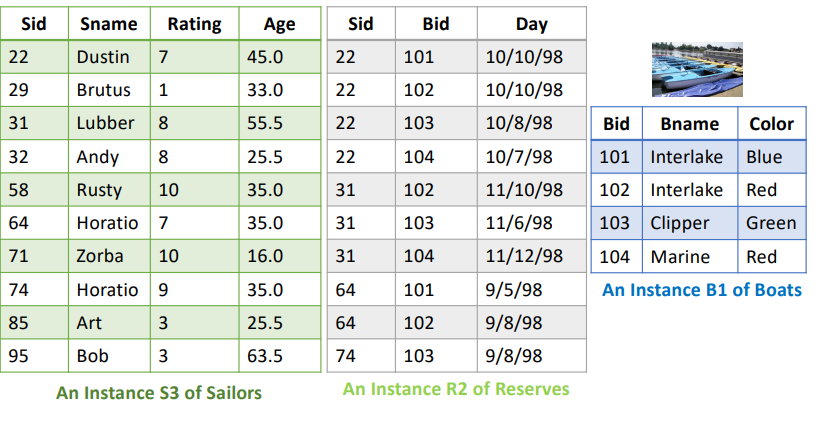 Sid Sname Rating Age
22 Dustin 7 45.0
29 Brutus 1 33.0
31 Lubber 8 55.5
32 Andy 8 25.5
58 Rusty 10 35.0
64 Horatio 7 35.0
71 Zorba 10 16.0
74 Horatio 9 35.0
85 Art 3 25.5
95 Bob 3 63.5
An Instance S3 of Sailors
Sid Bid Day
22 101 10/10/98
22 102 10/10/98
22 103 10/8/98
22 104 10/7/98
31 102 11/10/98
31 103 11/6/98
31 104 11/12/98
64 101 9/5/98
64 102 9/8/98
74 103 9/8/98
An Instance R2 of Reserves
Bid Bname Color
101 Interlake Blue
102 Interlake Red
103 Clipper Green
104 Marine Red
An Instance B1 of Boats